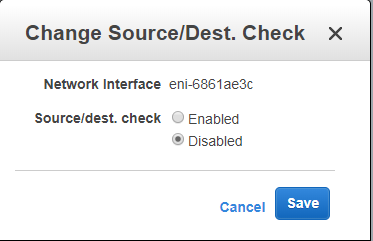 Change Source/Dest. Check
Network Interface eni-6861ae3c
Source/dest. check Enabled
Disabled
Cancel Save